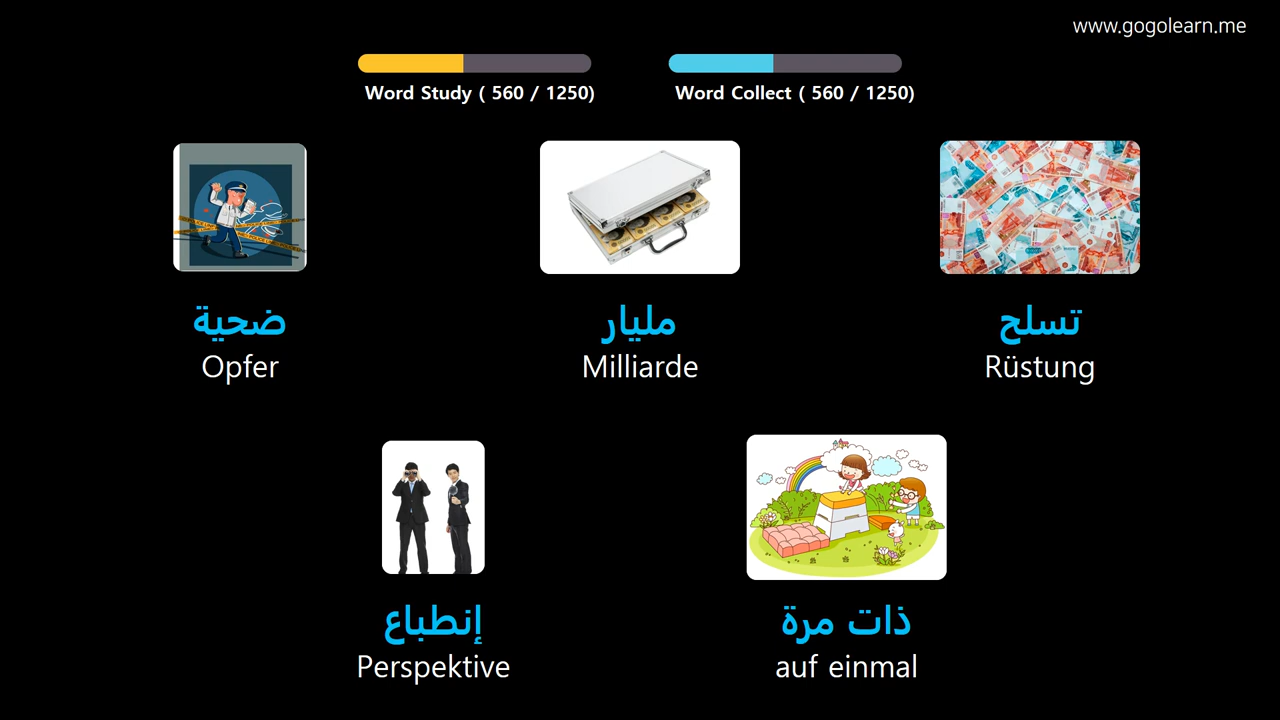 www.gogolearn.me
Word Study ( 560 / 1250)
Word Collect ( 560 / 1250)
ضحية
Opfer
مليار
Milliarde
تسلح
Rüstung
إنطباع
Perspektive
ذات مرة
auf einmal